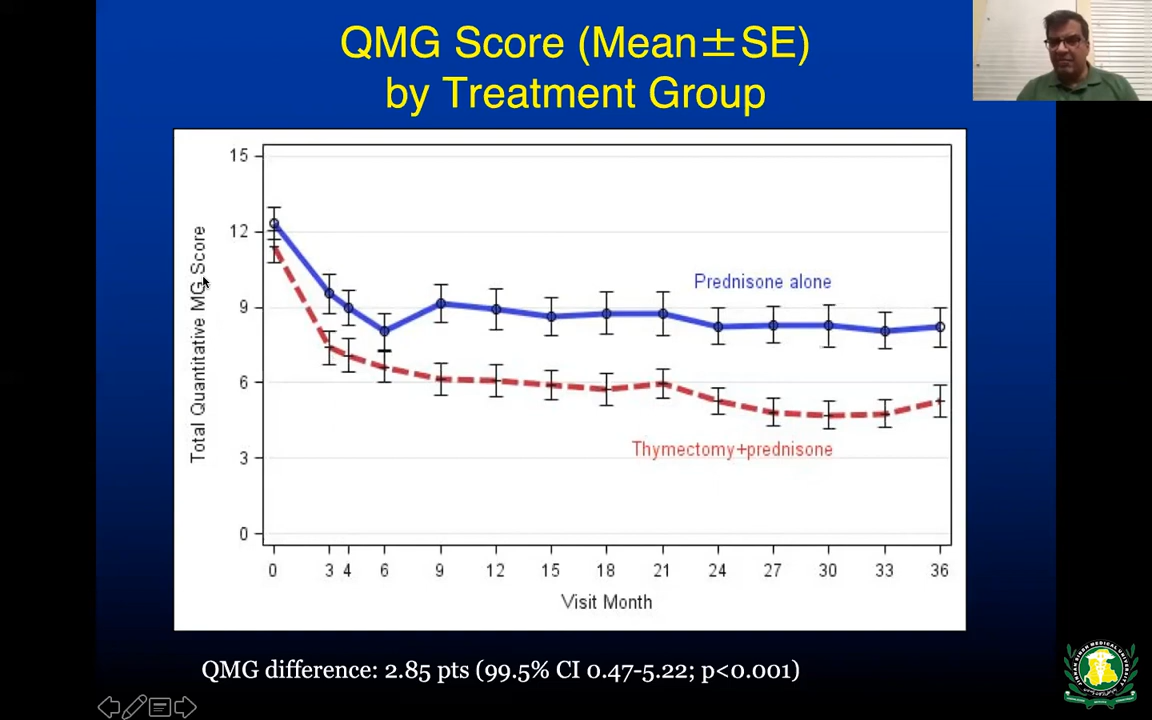 QMG Score (Mean±SE)
by Treatment Group
15
12
9
6
3
0
Total Quantitative MG Score
Prednisone alone
Thymectomy+prednisone
0 3 4 6 9 12 15 18 21 24 27 30 33 36
Visit Month
QMG difference: 2.85 pts (99.5% CI 0.47-5.22; p<0.001)